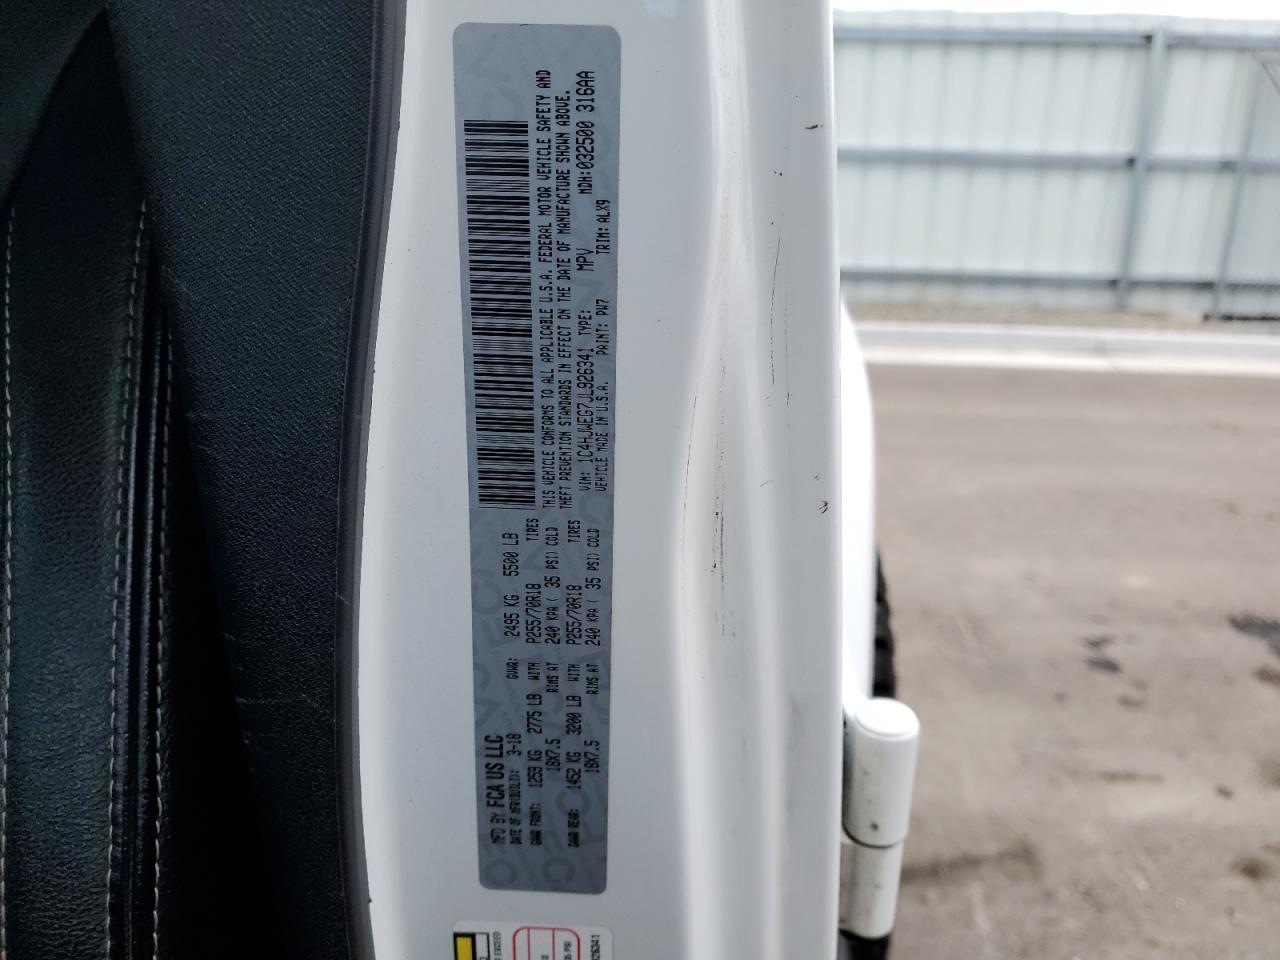 MFD BY FCA US LLC
DATE OF MFR(BUILD): 3-18 GVWR: 2495 KG 5500 LB
GAWR FRONT: 1259 KG 2775 LB WITH P255/70R18 TIRES
18X7.5 RIMS AT 240 KPA ( 35 PSI) COLD
GAWR REAR: 1452 KG 3200 LB WITH P255/70R18 TIRES
18X7.5 RIMS AT 240 KPA ( 35 PSI) COLD
THIS VEHICLE CONFORMS TO ALL APPLICABLE U.S.A. FEDERAL MOTOR VEHICLE SAFETY AND
THEFT PREVENTION STANDARDS IN EFFECT ON THE DATE OF MANUFACTURE SHOWN ABOVE.
VIN: 1C4HJWEG7JL926341 TYPE: MPV MDH:032500 316AA
VEHICLE MADE IN U.S.A. PAINT: PW7 TRIM: ALX9
EXCEED
PSI